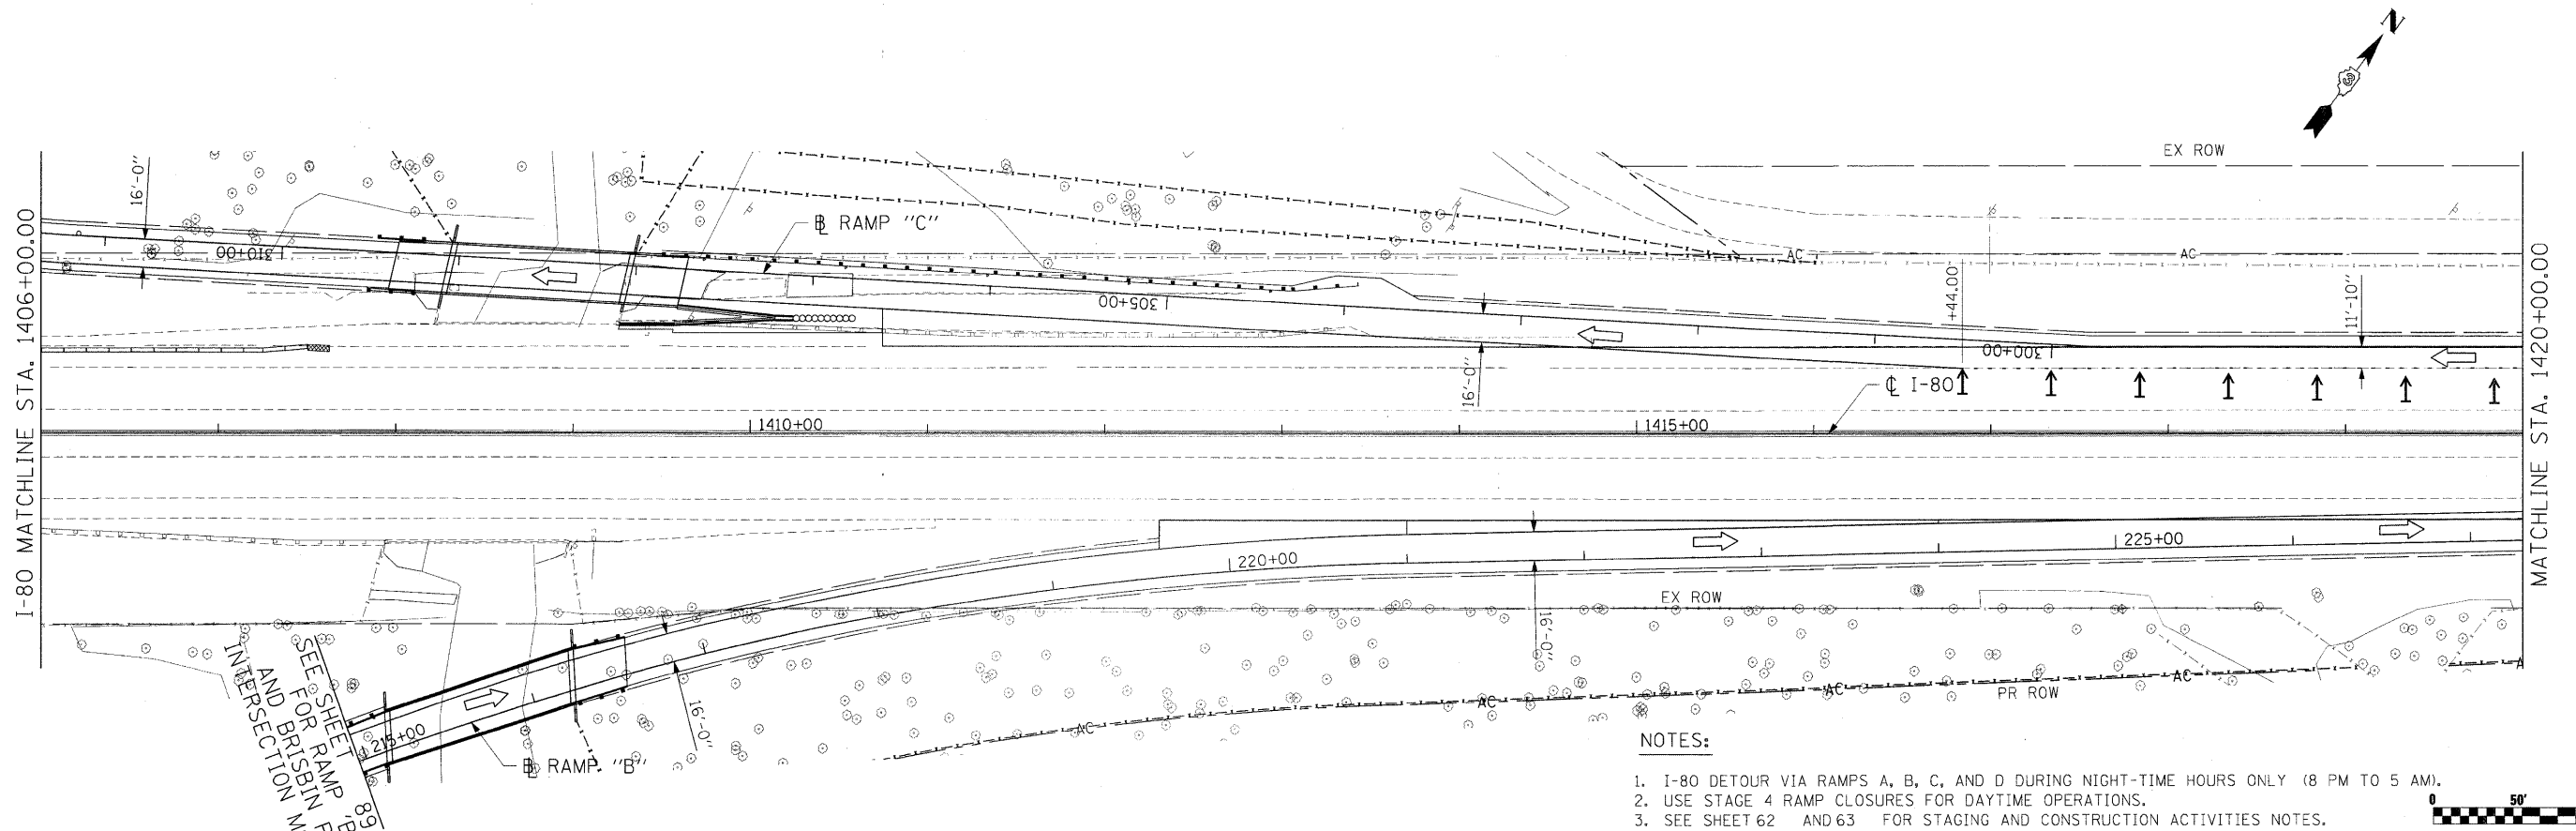 N
3
EX ROW
16'-0"
℄ RAMP "C"
310+00
AC
AC
+44.00
11'-10"
305+00
300+00
16'-0"
℄ I-80
I-80 MATCHLINE STA. 1406+00.00
MATCHLINE STA. 1420+00.00
1410+00
1415+00
220+00
225+00
EX ROW
16'-0"
16'-0"
215+00
SEE SHEET 89
FOR RAMP 'B'
AND BRISBIN
INTERSECTION
AC
AC
AC
AC
PR ROW
A
℄ RAMP "B"
NOTES:
1. I-80 DETOUR VIA RAMPS A, B, C, AND D DURING NIGHT-TIME HOURS ONLY (8 PM TO 5 AM).
2. USE STAGE 4 RAMP CLOSURES FOR DAYTIME OPERATIONS.
3. SEE SHEET 62 AND 63 FOR STAGING AND CONSTRUCTION ACTIVITIES NOTES.
0 50'